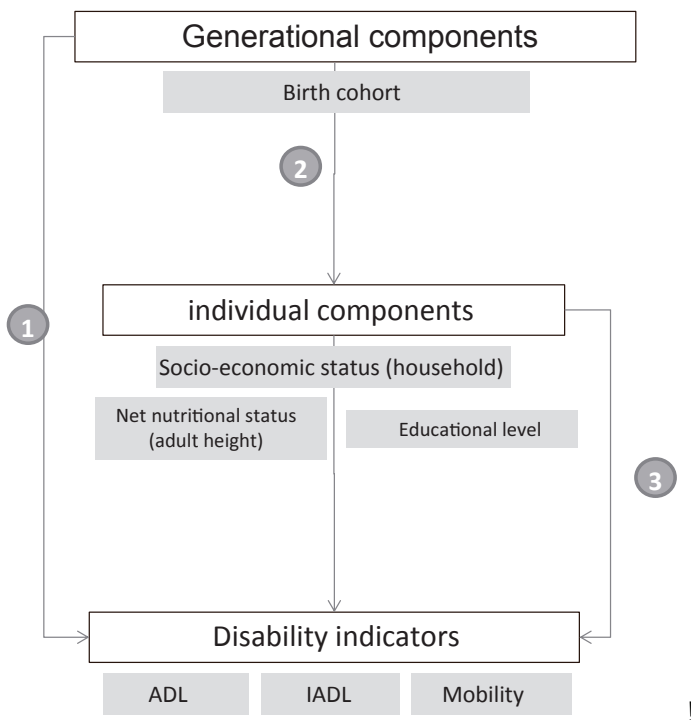 Generational components
Birth cohort
2
individual components
1
Socio-economic status (household)
Net nutritional status
(adult height)
Educational level
3
Disability indicators
ADL
IADL
Mobility